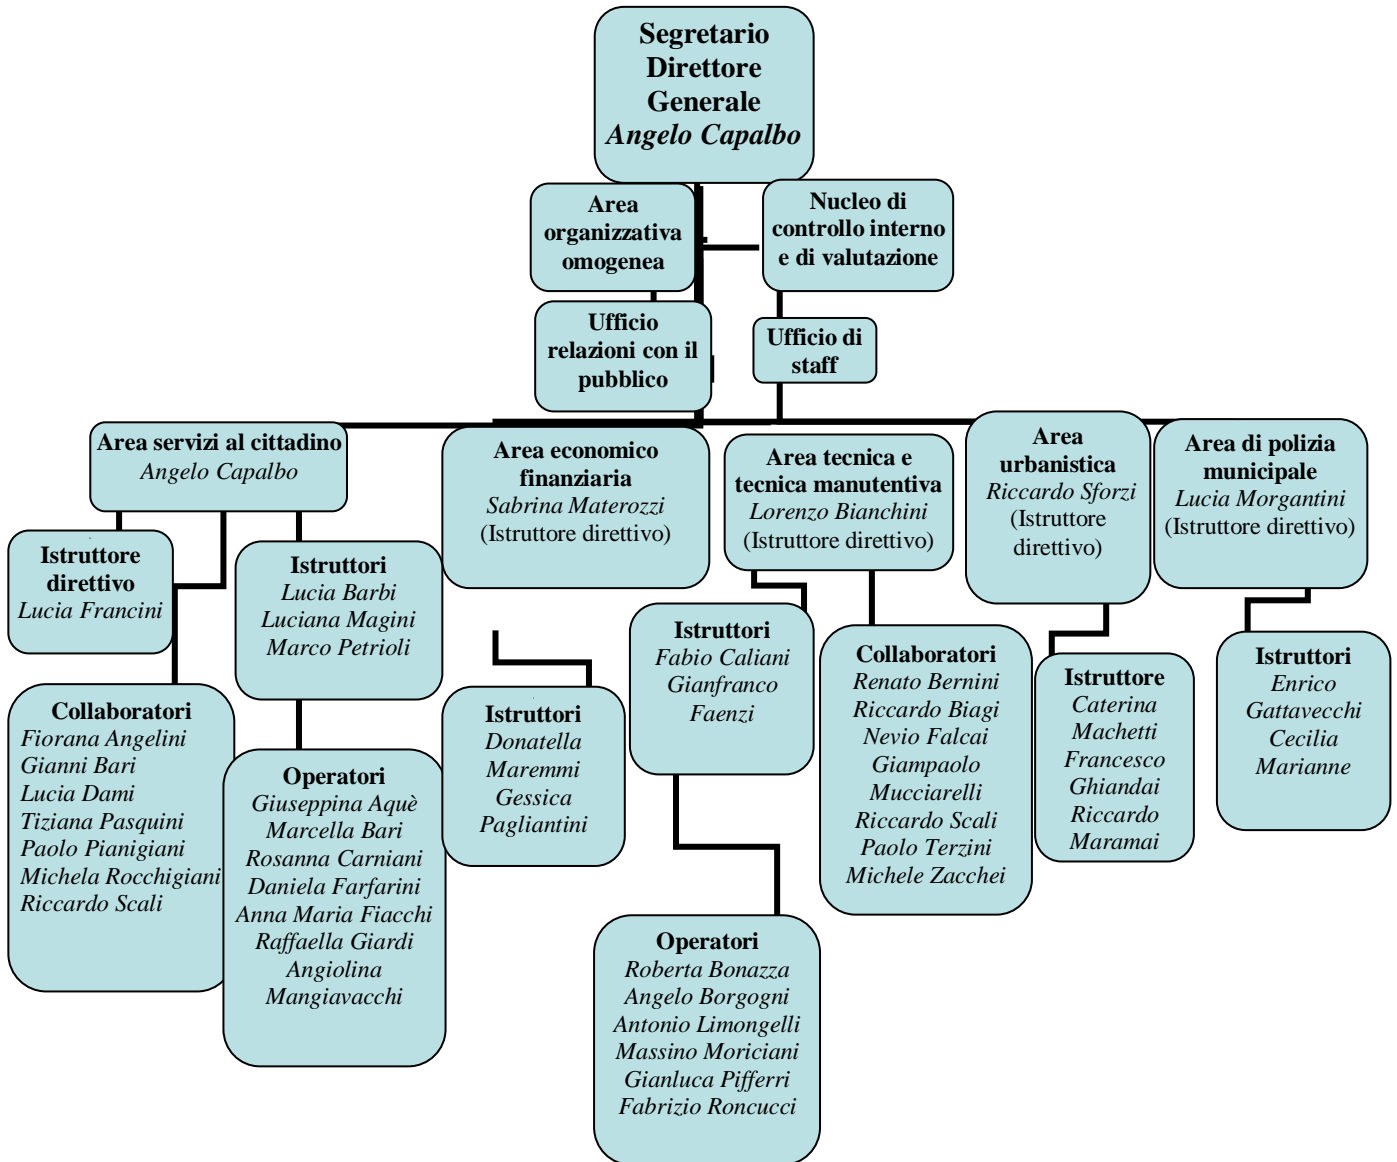 Segretario
Direttore
Generale
Angelo Capalbo
Area
organizzativa
omogenea
Nucleo di
controllo interno
e di valutazione
Ufficio
relazioni con il
pubblico
Ufficio di
staff
Area servizi al cittadino
Angelo Capalbo
Area economico
finanziaria
Sabrina Materozzi
(Istruttore direttivo)
Area tecnica e
tecnica manutentiva
Lorenzo Bianchini
(Istruttore direttivo)
Area
urbanistica
Riccardo Sforzi
(Istruttore
direttivo)
Area di polizia
municipale
Lucia Morgantini
(Istruttore direttivo)
Istruttore
direttivo
Lucia Francini
Istruttori
Lucia Barbi
Luciana Magini
Marco Petrioli
Collaboratori
Fiorana Angelini
Gianni Bari
Lucia Dami
Tiziana Pasquini
Paolo Pianigiani
Michela Rocchigiani
Riccardo Scali
Operatori
Giuseppina Aquè
Marcella Bari
Rosanna Carniani
Daniela Farfarini
Anna Maria Fiacchi
Raffaella Giardi
Angiolina
Mangiavacchi
Istruttori
Donatella
Maremmi
Gessica
Pagliantini
Istruttori
Fabio Caliani
Gianfranco
Faenzi
Operatori
Roberta Bonazza
Angelo Borgogni
Antonio Limongelli
Massino Moriciani
Gianluca Pifferri
Fabrizio Roncucci
Collaboratori
Renato Bernini
Riccardo Biagi
Nevio Falcai
Giampaolo
Mucciarelli
Riccardo Scali
Paolo Terzini
Michele Zacchei
Istruttore
Caterina
Machetti
Francesco
Ghiandai
Riccardo
Maramai
Istruttori
Enrico
Gattavecchi
Cecilia
Marianne